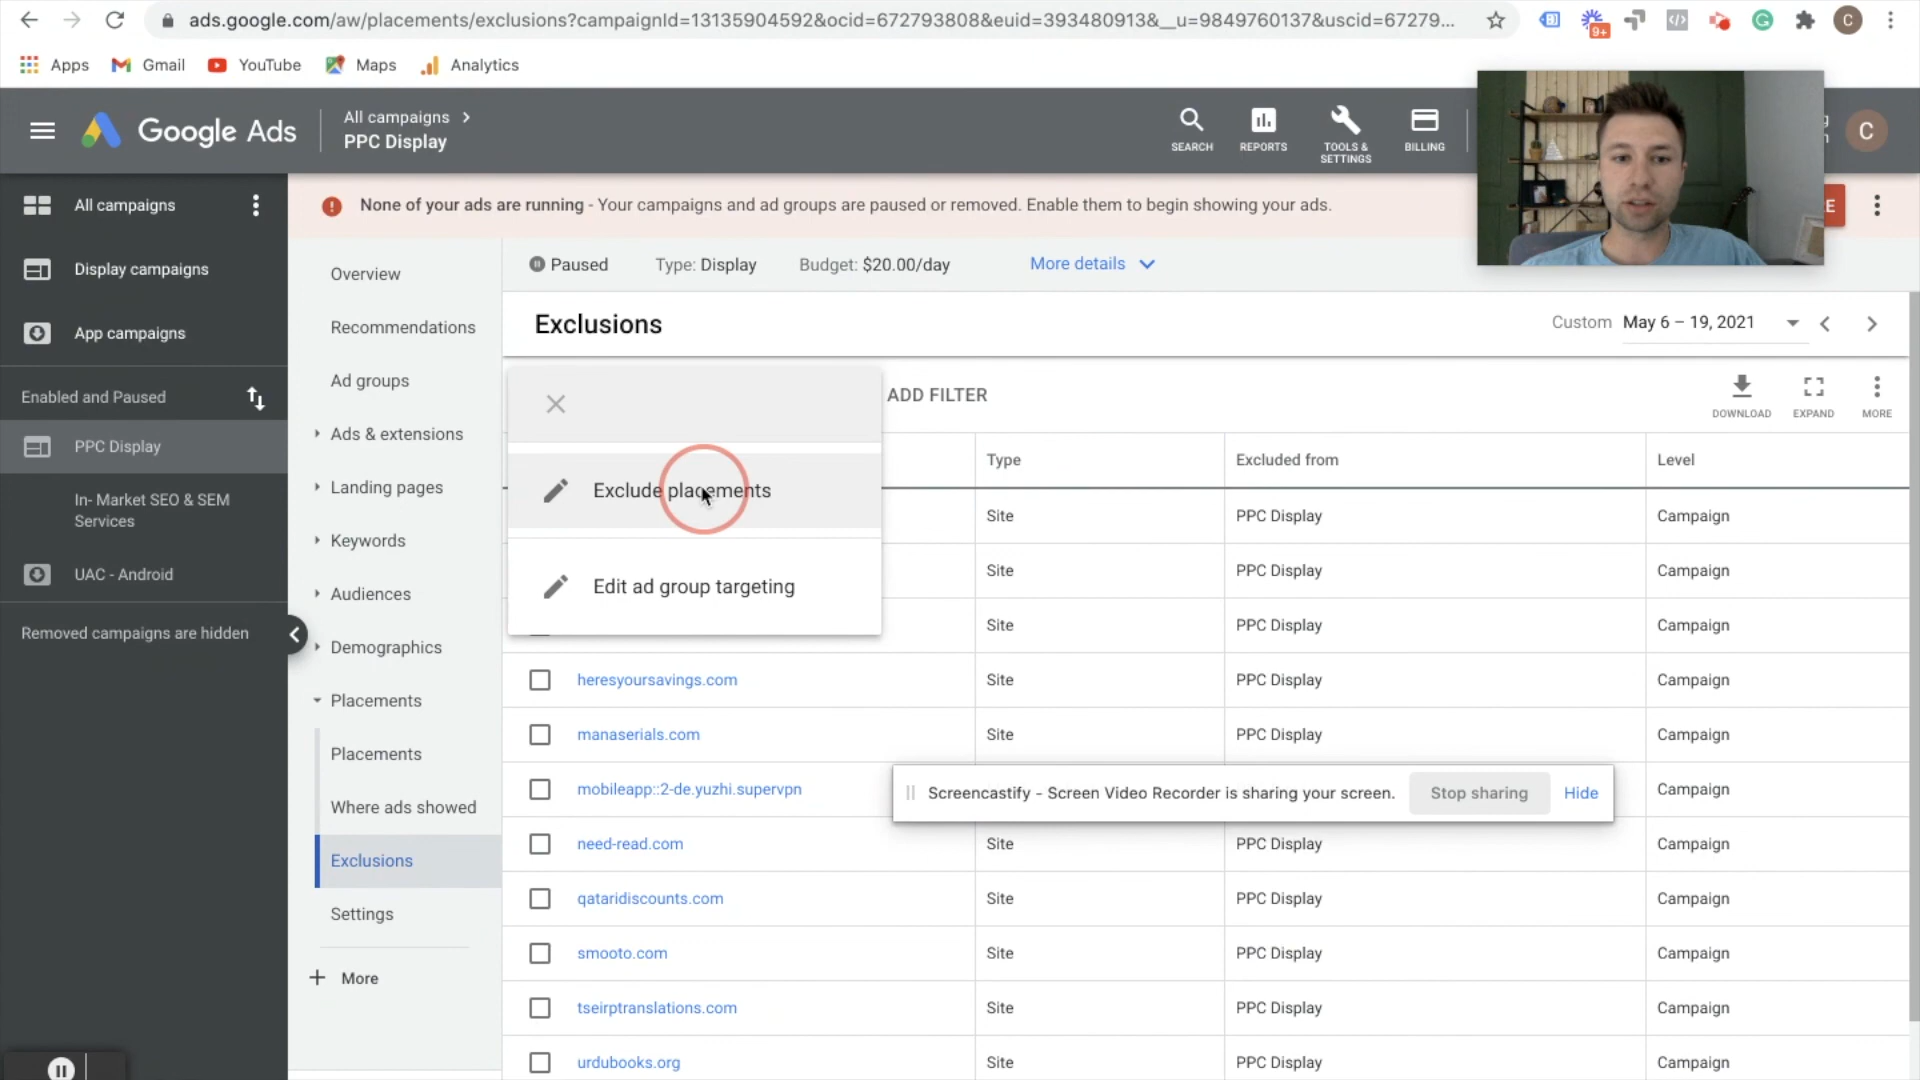 ads.google.com/aw/placements/exclusions?campaignId=13135904592&ocid=672793808&euid=393480913&__u=9849760137&uscid=67279...
9+
C
Apps
Gmail
YouTube
Maps
Analytics
Google Ads
All campaigns
PPC Display
SEARCH
REPORTS
TOOLS &
SETTINGS
BILLING
C
All campaigns
Display campaigns
App campaigns
Enabled and Paused
PPC Display
In- Market SEO & SEM
Services
UAC - Android
Removed campaigns are hidden
None of your ads are running - Your campaigns and ad groups are paused or removed. Enable them to begin showing your ads.
E
Overview
Recommendations
Ad groups
Ads & extensions
Landing pages
Keywords
Audiences
Demographics
Placements
Placements
Where ads showed
Exclusions
Settings
More
Paused
Type: Display
Budget: $20.00/day
More details
Exclusions
Custom
May 6 – 19, 2021
ADD FILTER
DOWNLOAD
EXPAND
MORE
Exclude placements
Edit ad group targeting
Type
Excluded from
Level
Site
PPC Display
Campaign
Site
PPC Display
Campaign
Site
PPC Display
Campaign
heresyoursavings.com
Site
PPC Display
Campaign
manaserials.com
Site
PPC Display
Campaign
mobileapp::2-de.yuzhi.supervpn
Campaign
Screencastify - Screen Video Recorder is sharing your screen.
Stop sharing
Hide
need-read.com
Site
PPC Display
Campaign
qataridiscounts.com
Site
PPC Display
Campaign
smooto.com
Site
PPC Display
Campaign
tseirptranslations.com
Site
PPC Display
Campaign
urdubooks.org
Site
PPC Display
Campaign